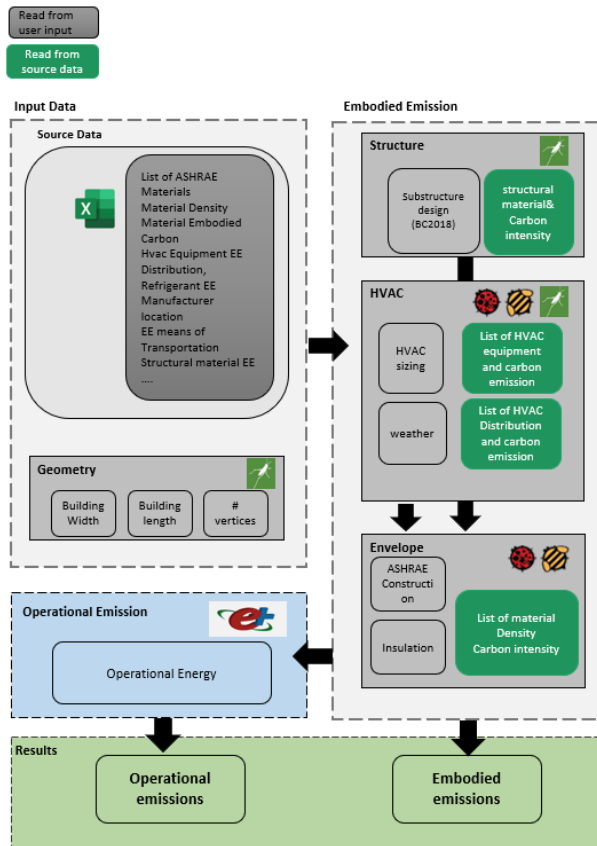 Read from
user input
Read from
source data
Input Data
Source Data
X
List of ASHRAE
Materials
Material Density
Material Embodied
Carbon
Hvac Equipment EE
Distribution,
Refrigerant EE
Manufacturer
location
EE means of
Transportation
Structural material EE
....
Geometry
Building
Width
Building
length
#
vertices
Embodied Emission
Structure
Substructure
design
(BC2018)
structural
material&
Carbon
intensity
HVAC
HVAC
sizing
List of HVAC
equipment
and carbon
emission
weather
List of HVAC
Distribution
and carbon
emission
Envelope
ASHRAE
Constructi
on
Insulation
List of material
Density
Carbon intensity
Operational Emission
e+
Operational Energy
Results
Operational
emissions
Embodied
emissions